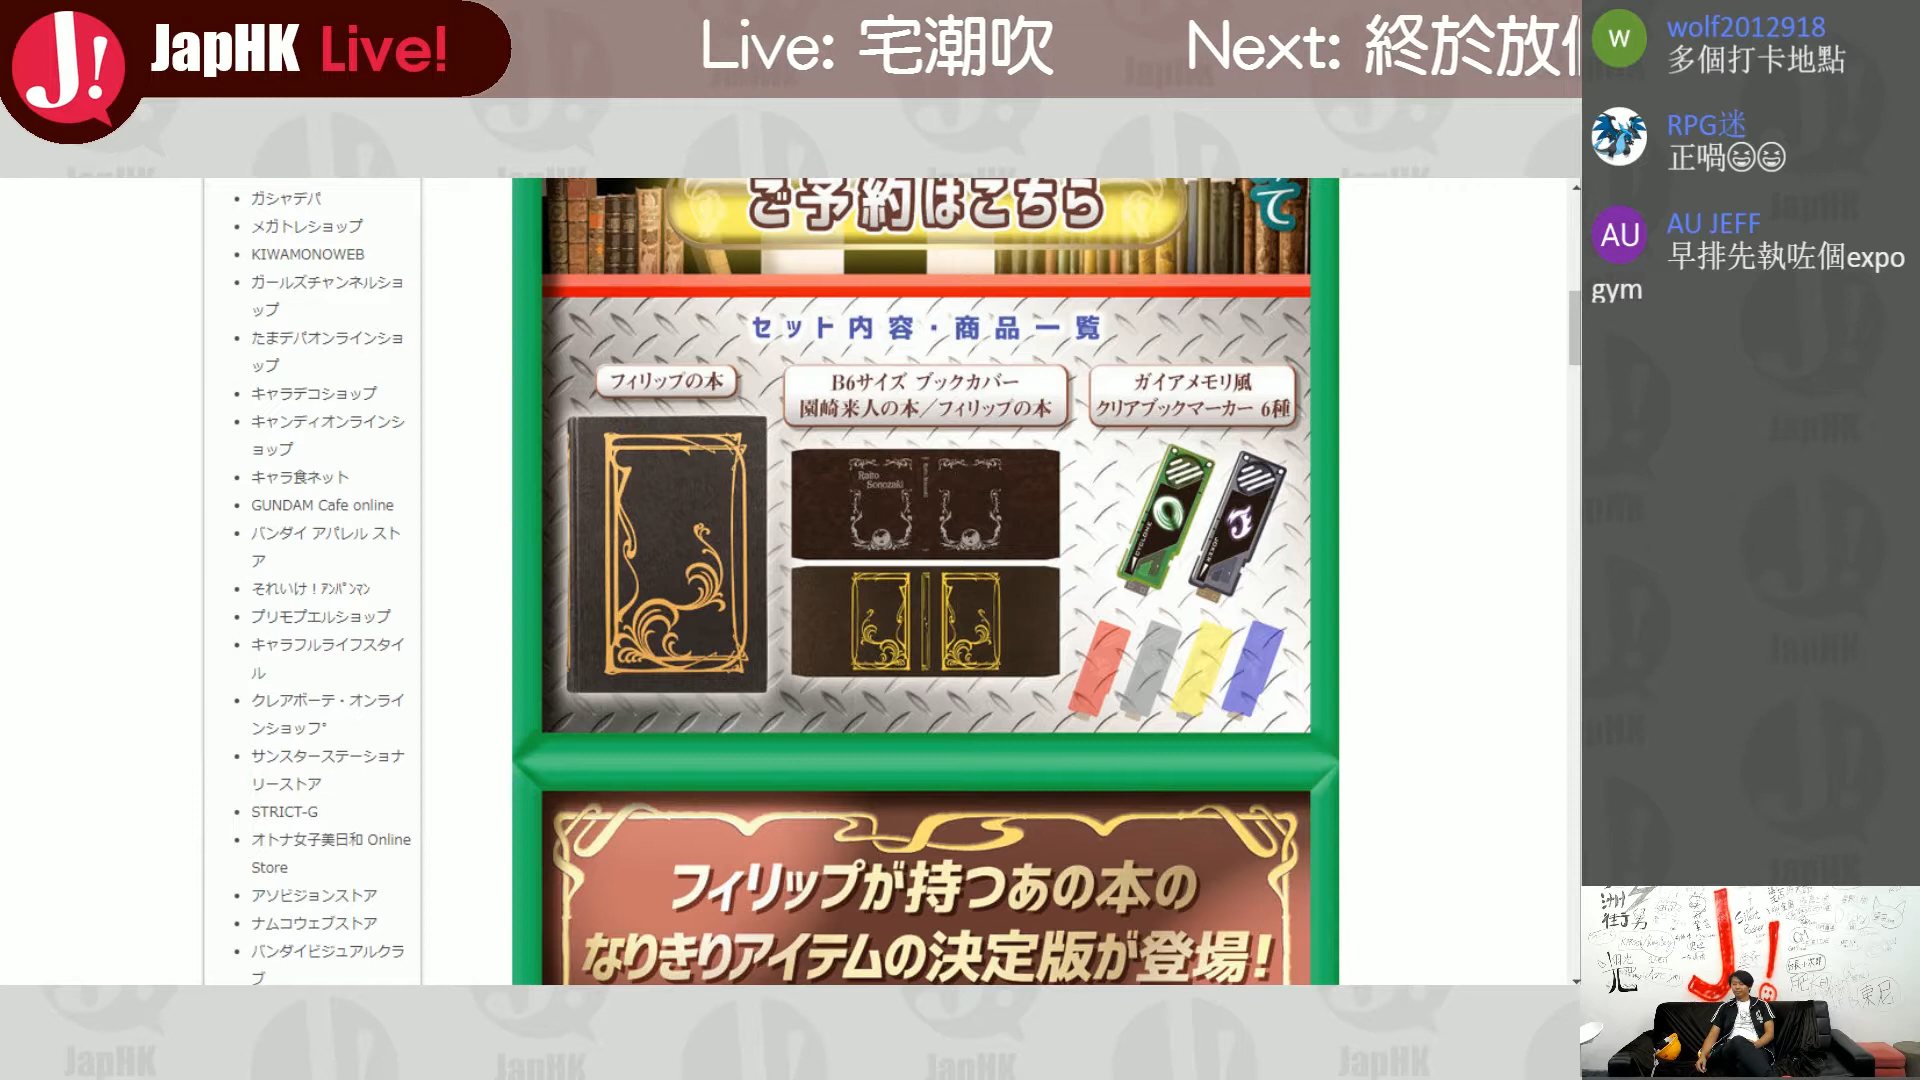 JapHK Live!
Live: 宅潮吹
Next: 終於放
wolf2012918
多個打卡地點
RPG迷
正喎😆😆
AU JEFF
早排先執咗個expo
gym
W
AU
ガシャデパ
メガトレショップ
KIWAMONOWEB
ガールズチャンネルショ
ップ
たまデパオンラインショ
ップ
キャラデコショップ
キャンディオンラインシ
ョップ
キャラ食ネット
GUNDAM Cafe online
バンダイ アパレル スト
ア
それいけ！ｱﾝﾊﾟﾝﾏﾝ
プリモプエルショップ
キャラフルライフスタイ
ル
クレアボーテ・オンライ
ンショップ
サンスターステーショナ
リーストア
STRICT-G
オトナ女子美日和 Online
Store
アソビジョンストア
ナムコウェブストア
バンダイビジュアルクラ
ブ
ご予約はこちら
て
セット内容・商品一覧
フィリップの本
B6サイズ ブックカバー
園崎来人の本／フィリップの本
ガイアメモリ風
クリアブックマーカー 6種
Raito
Sonozaki
CYCLONE
JOKER
フィリップが持つあの本の
なりきりアイテムの決定版が登場!